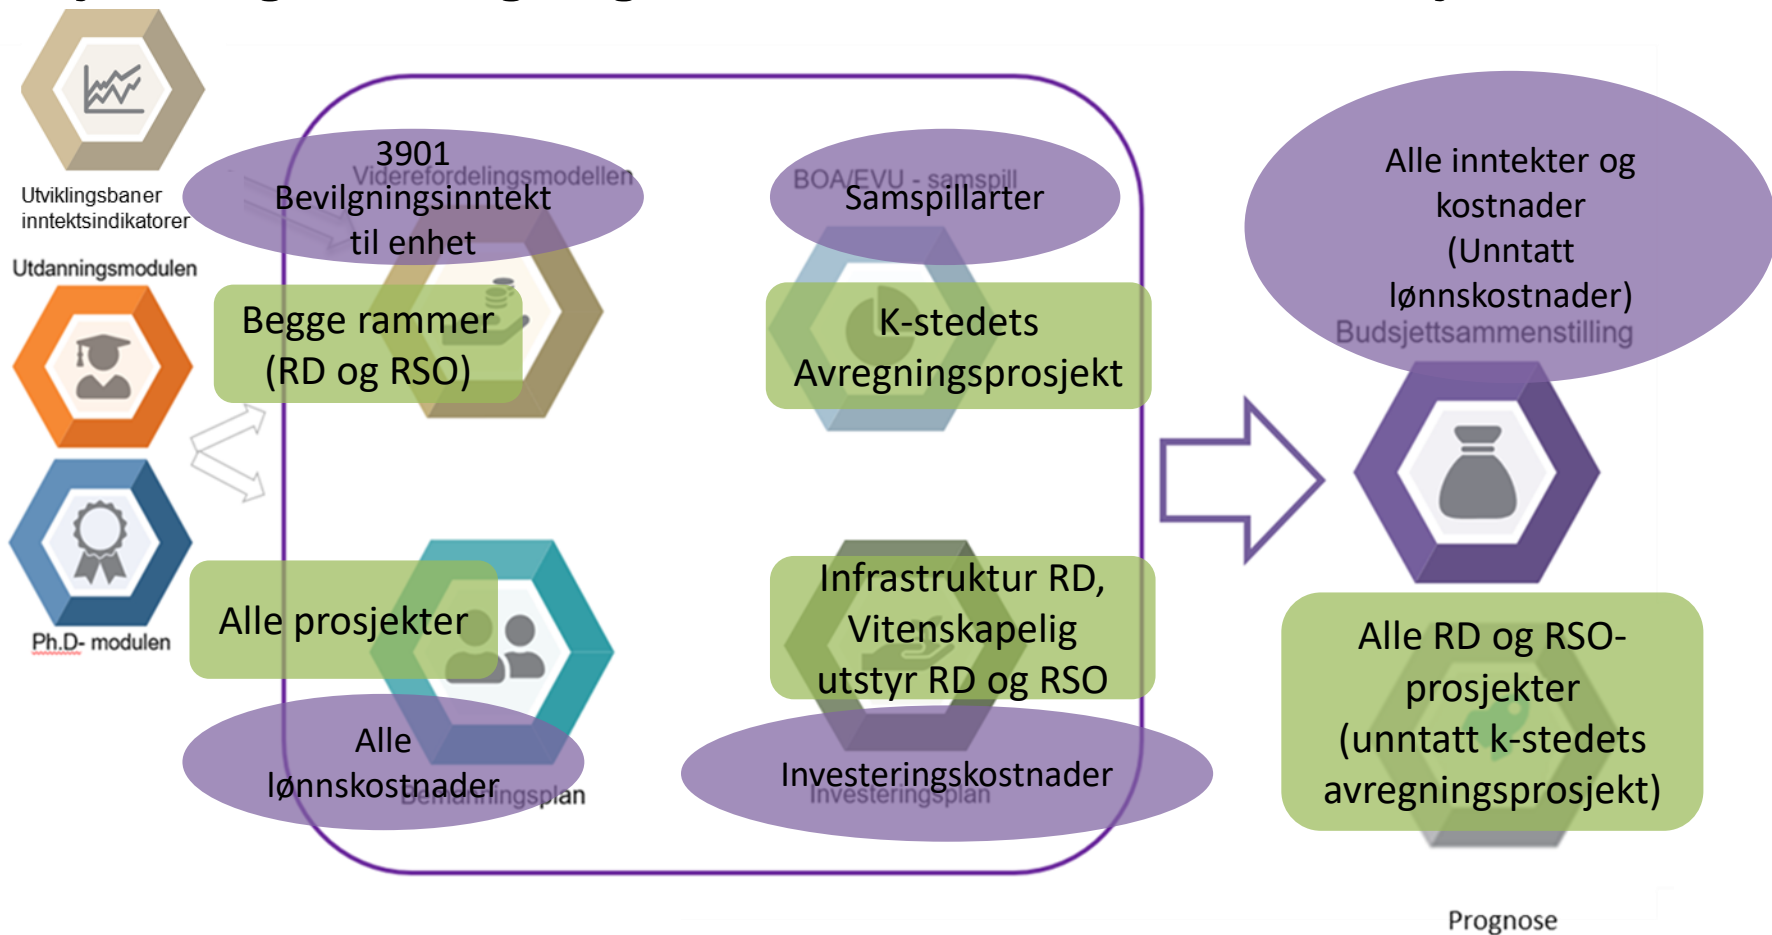 Utviklingsbaner
inntektsindikatorer
Utdanningsmodulen
Ph.D- modulen
3901
Viderefordelingsmodellen
Bevilgningsinntekt
til enhet
Begge rammer
(RD og RSO)
BOA/EVU - samspill
Samspillarter
K-stedets
Avregningsprosjekt
Alle prosjekter
Alle
lønnskostnader
Bemanningsplan
Infrastruktur RD,
Vitenskapelig
utstyr RD og RSO
Investeringskostnader
Investeringsplan
Alle inntekter og
kostnader
(Unntatt
lønnskostnader)
Budsjettsammenstilling
Alle RD og RSO-
prosjekter
(unntatt k-stedets
avregningsprosjekt)
Prognose